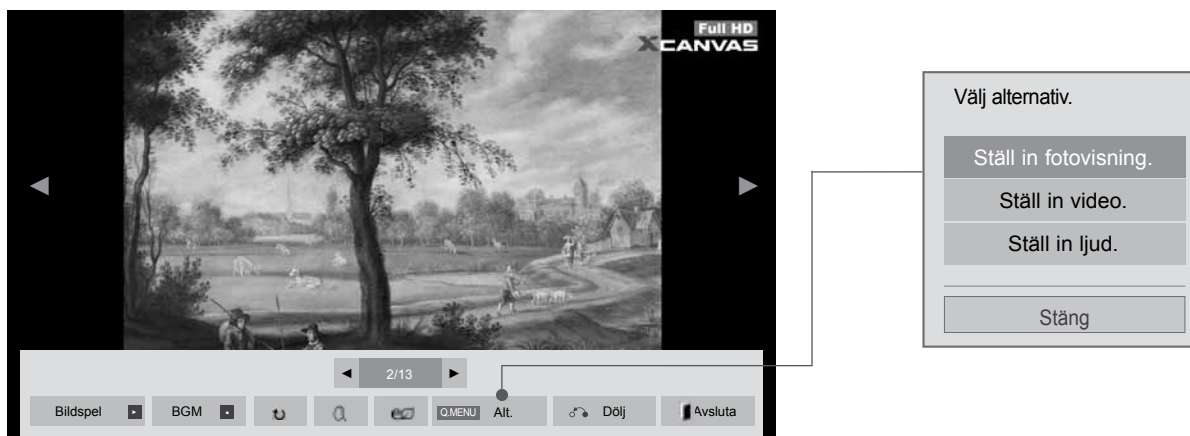 Full HD
XCANVAS
2/13
Bildspel BGM Q.MENU Alt. Dölj Avsluta
Välj alternativ.
Ställ in fotovisning.
Ställ in video.
Ställ in ljud.
Stäng